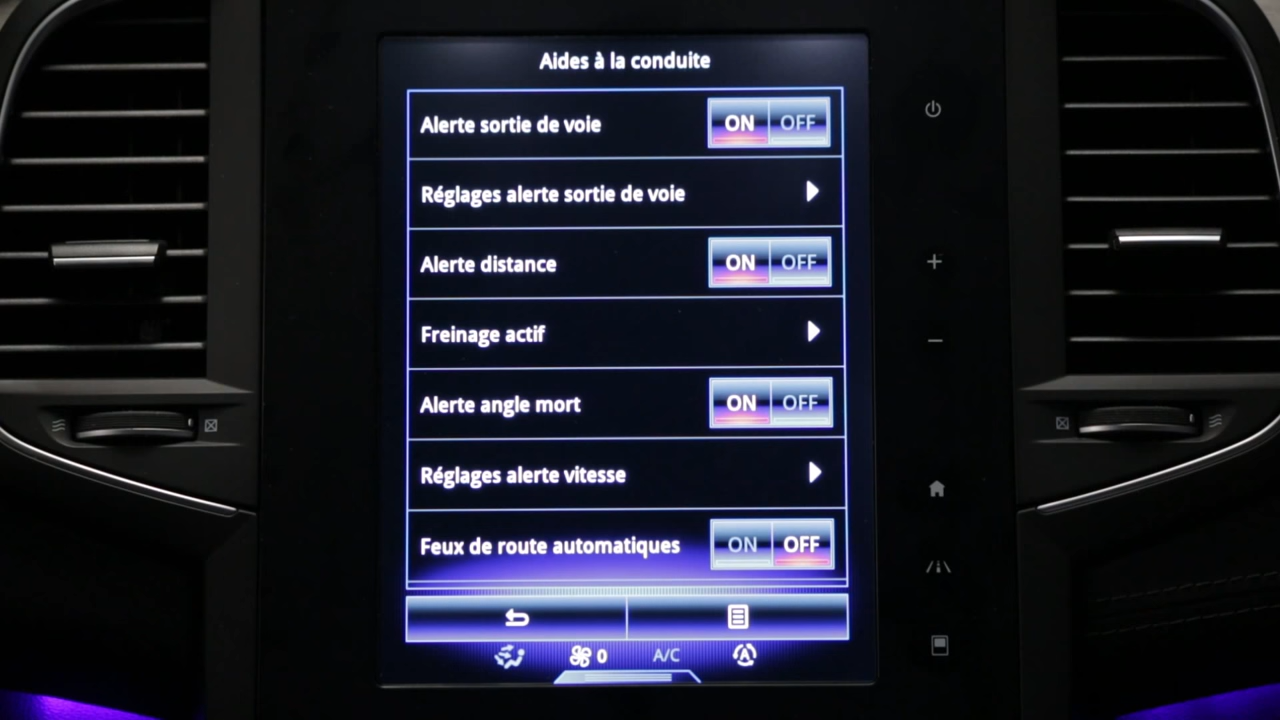 Aides à la conduite
Alerte sortie de voie ON OFF
Réglages alerte sortie de voie
Alerte distance ON OFF
Freinage actif
Alerte angle mort ON OFF
Réglages alerte vitesse
Feux de route automatiques ON OFF
0 A/C A